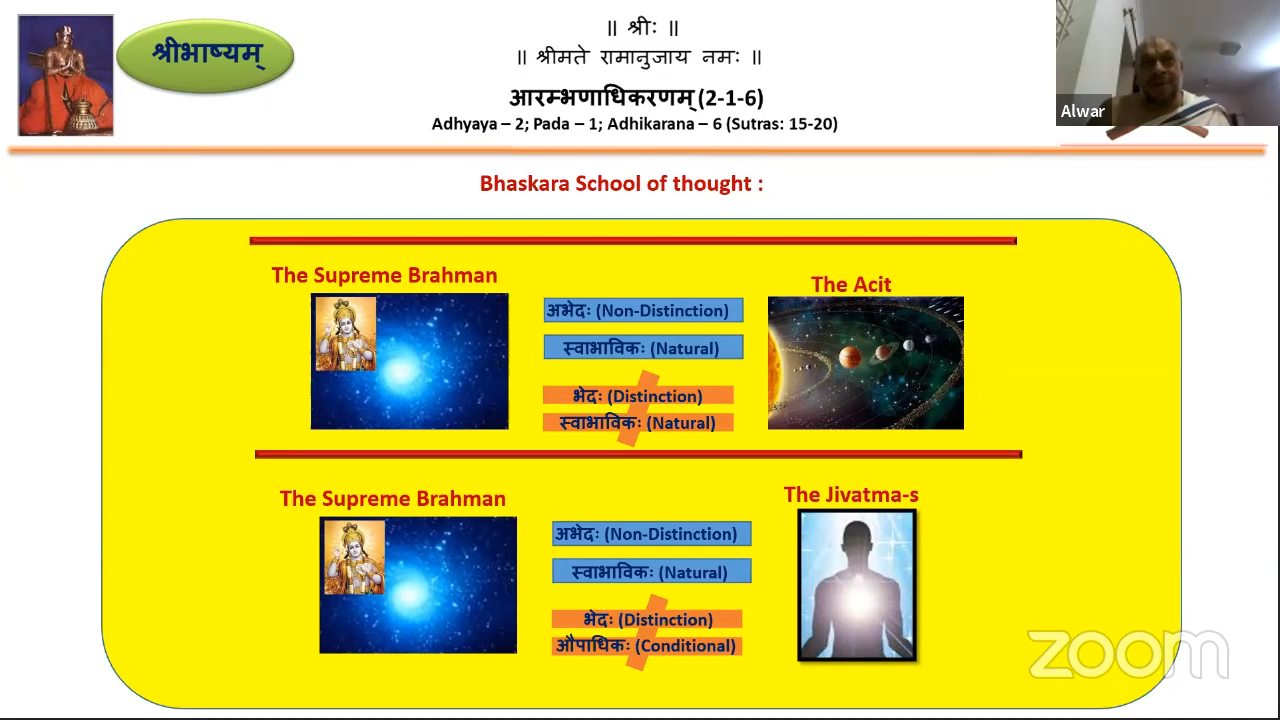 श्रीभाष्यम्
॥ श्रीः ॥
॥ श्रीमते रामानुजाय नमः ॥
आरम्भणाधिकरणम् (2-1-6)
Adhyaya – 2; Pada – 1; Adhikarana – 6 (Sutras: 15-20)
Alwar
Bhaskara School of thought :
The Supreme Brahman
The Acit
अभेदः (Non-Distinction)
स्वाभाविकः (Natural)
भेदः (Distinction)
स्वाभाविकः (Natural)
The Supreme Brahman
The Jivatma-s
अभेदः (Non-Distinction)
स्वाभाविकः (Natural)
भेदः (Distinction)
औपाधिकः (Conditional)
zoom